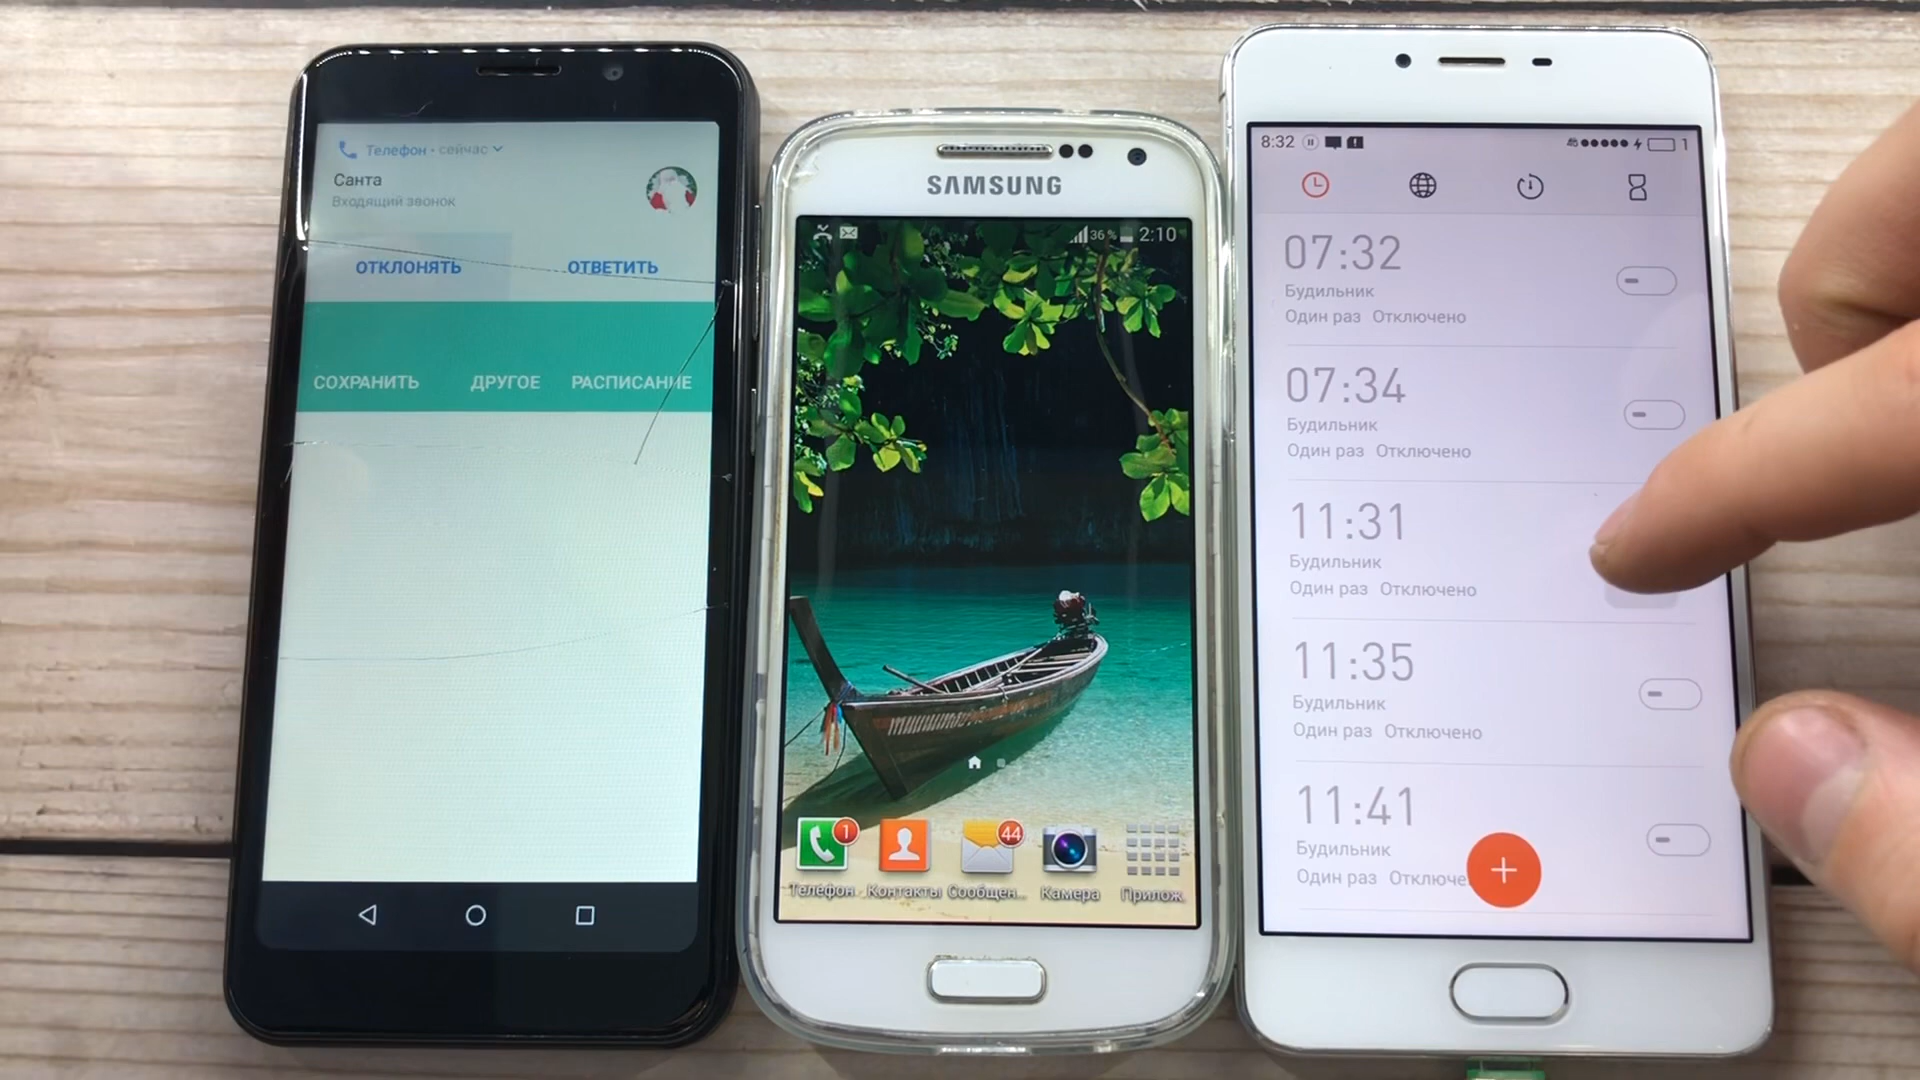 Телефон • сейчас
Санта
Входящий звонок
ОТКЛОНЯТЬ ОТВЕТИТЬ
СОХРАНИТЬ ДРУГОЕ РАСПИСАНИЕ
SAMSUNG
36% 2:10
1 44
Телефон Контакты Сообщен... Камера Прилож.
8:32 4G 1
07:32
Будильник
Один раз Отключено
07:34
Будильник
Один раз Отключено
11:31
Будильник
Один раз Отключено
11:35
Будильник
Один раз Отключено
11:41
Будильник
Один раз Отключе